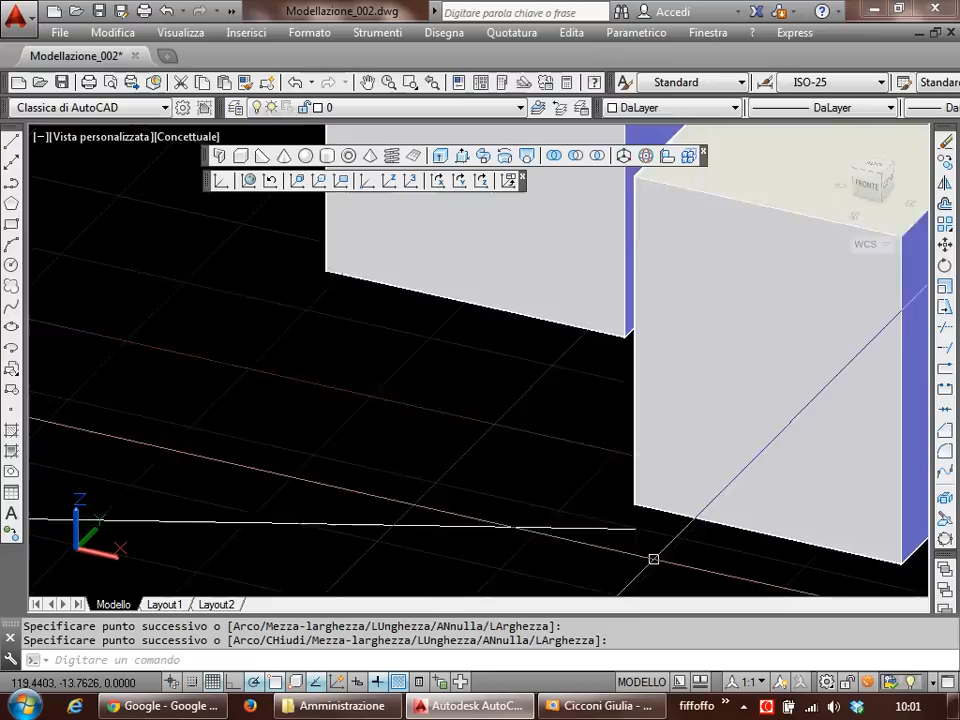 Modellazione_002.dwg
Digitare parola chiave o frase
Accedi
File Modifica Visualizza Inserisci Formato Strumenti Disegna Quotatura Edita Parametrico Finestra ? Express
Modellazione_002*
Standard ISO-25 Standar
Classica di AutoCAD 0 DaLayer DaLayer Da
[−][Vista personalizzata][Concettuale]
FRONTE
WCS
Z
Y
X
Modello Layout1 Layout2
Specificare punto successivo o [Arco/Mezza-larghezza/LUnghezza/ANnulla/LArghezza]:
Specificare punto successivo o [Arco/CHiudi/Mezza-larghezza/LUnghezza/ANnulla/LArghezza]:
Digitare un comando
119.4403, -13.7626, 0.0000 MODELLO 1:1
Google - Google ... Amministrazione Autodesk AutoC... Cicconi Giulia - ... fiffoffo » 10:01